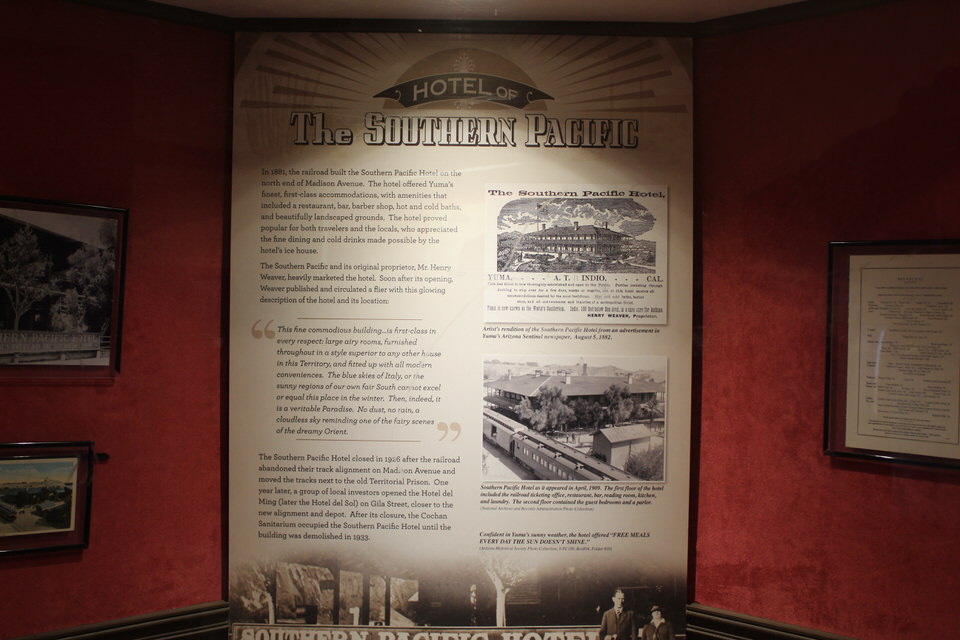 HOTEL OF
The SOUTHERN PACIFIC
In 1881, the railroad built the Southern Pacific Hotel on the
north end of Madison Avenue. The hotel offered Yuma's
finest, first-class accommodations, with amenities that
included a restaurant, bar, barber shop, hot and cold baths,
and beautifully landscaped grounds. The hotel proved
popular for both travelers and the locals, who appreciated
the fine dining and cold drinks made possible by the
hotel's ice house.
The Southern Pacific and its original proprietor, Mr. Henry
Weaver, heavily marketed the hotel. Soon after its opening,
Weaver published and circulated a flier with this glowing
description of the hotel and its location:
“ This fine commodious building...is first-class in
every respect: large airy rooms, furnished
throughout in a style superior to any other house
in this Territory, and fitted up with all modern
conveniences. The blue skies of Italy, or the
sunny regions of our own fair South cannot excel
or equal this place in the winter. Then, indeed, it
is a veritable Paradise. No dust, no rain, a
cloudless sky reminding one of the fairy scenes
of the dreamy Orient. ”
The Southern Pacific Hotel closed in 1926 after the railroad
abandoned their track alignment on Madison Avenue and
moved the tracks next to the old Territorial Prison. One
year later, a group of local investors opened the Hotel del
Ming (later the Hotel del Sol) on Gila Street, closer to the
new alignment and depot. After its closure, the Cochan
Sanitarium occupied the Southern Pacific Hotel until the
building was demolished in 1933.
The Southern Pacific Hotel,
YUMA, A. T. INDIO, CAL.
HENRY WEAVER, Proprietor.
Artist's rendition of the Southern Pacific Hotel from an advertisement in
Yuma's Arizona Sentinel newspaper, August 5, 1882.
Southern Pacific Hotel as it appeared in April, 1909. The first floor of the hotel
included the railroad ticketing office, restaurant, bar, reading room, kitchen,
and laundry. The second floor contained the guest bedrooms and a parlor.
(National Archives and Records Administration Photo Collection)
Confident in Yuma's sunny weather, the hotel offered "FREE MEALS
EVERY DAY THE SUN DOESN'T SHINE."
SOUTHERN PACIFIC HOTEL